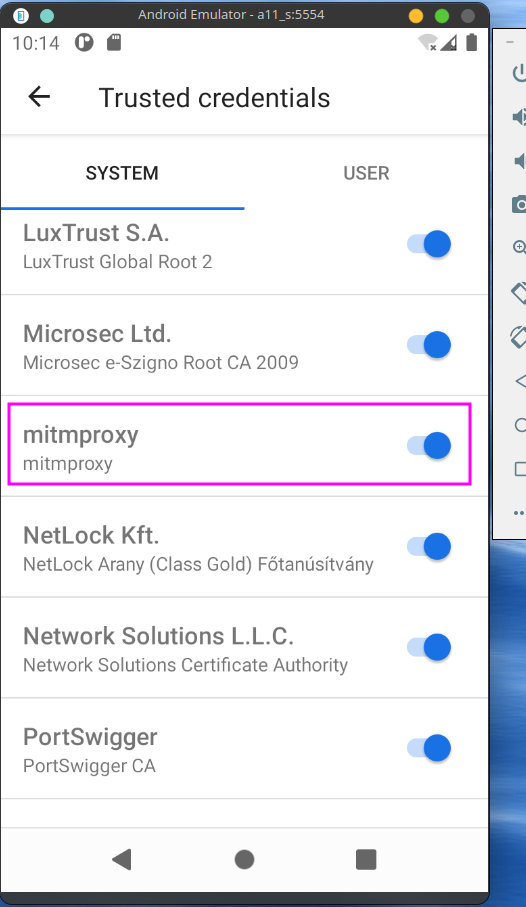 Android Emulator - a11_s:5554
10:14
Trusted credentials
SYSTEM
USER
LuxTrust S.A.
LuxTrust Global Root 2
Microsec Ltd.
Microsec e-Szigno Root CA 2009
mitmproxy
mitmproxy
NetLock Kft.
NetLock Arany (Class Gold) Főtanúsítvány
Network Solutions L.L.C.
Network Solutions Certificate Authority
PortSwigger
PortSwigger CA